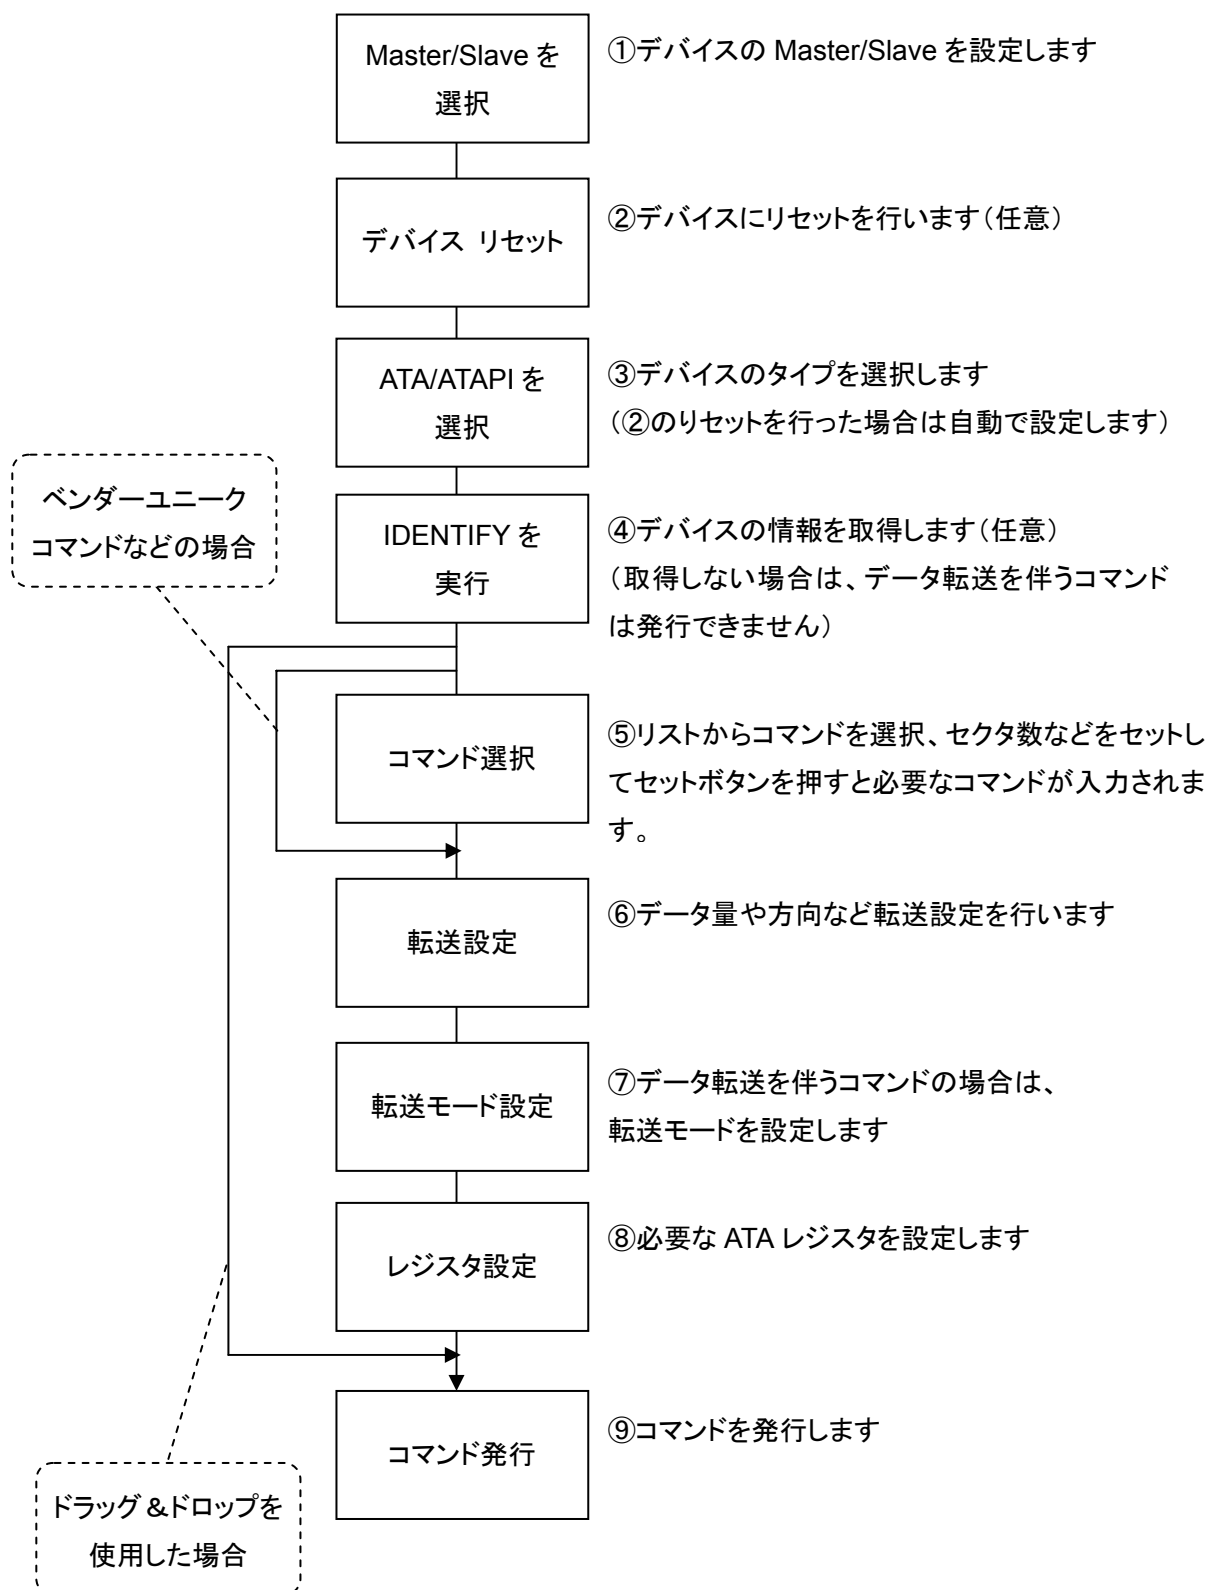 Master/Slave を
選択
①デバイスの Master/Slave を設定します
デバイス リセット
②デバイスにリセットを行います（任意）
ATA/ATAPI を
選択
③デバイスのタイプを選択します
（②のりセットを行った場合は自動で設定します）
ベンダーユニーク
コマンドなどの場合
IDENTIFY を
実行
④デバイスの情報を取得します（任意）
（取得しない場合は、データ転送を伴うコマンド
は発行できません）
コマンド選択
⑤リストからコマンドを選択、セクタ数などをセットし
てセットボタンを押すと必要なコマンドが入力されま
す。
転送設定
⑥データ量や方向など転送設定を行います
転送モード設定
⑦データ転送を伴うコマンドの場合は、
転送モードを設定します
レジスタ設定
⑧必要な ATA レジスタを設定します
コマンド発行
⑨コマンドを発行します
ドラッグ＆ドロップを
使用した場合